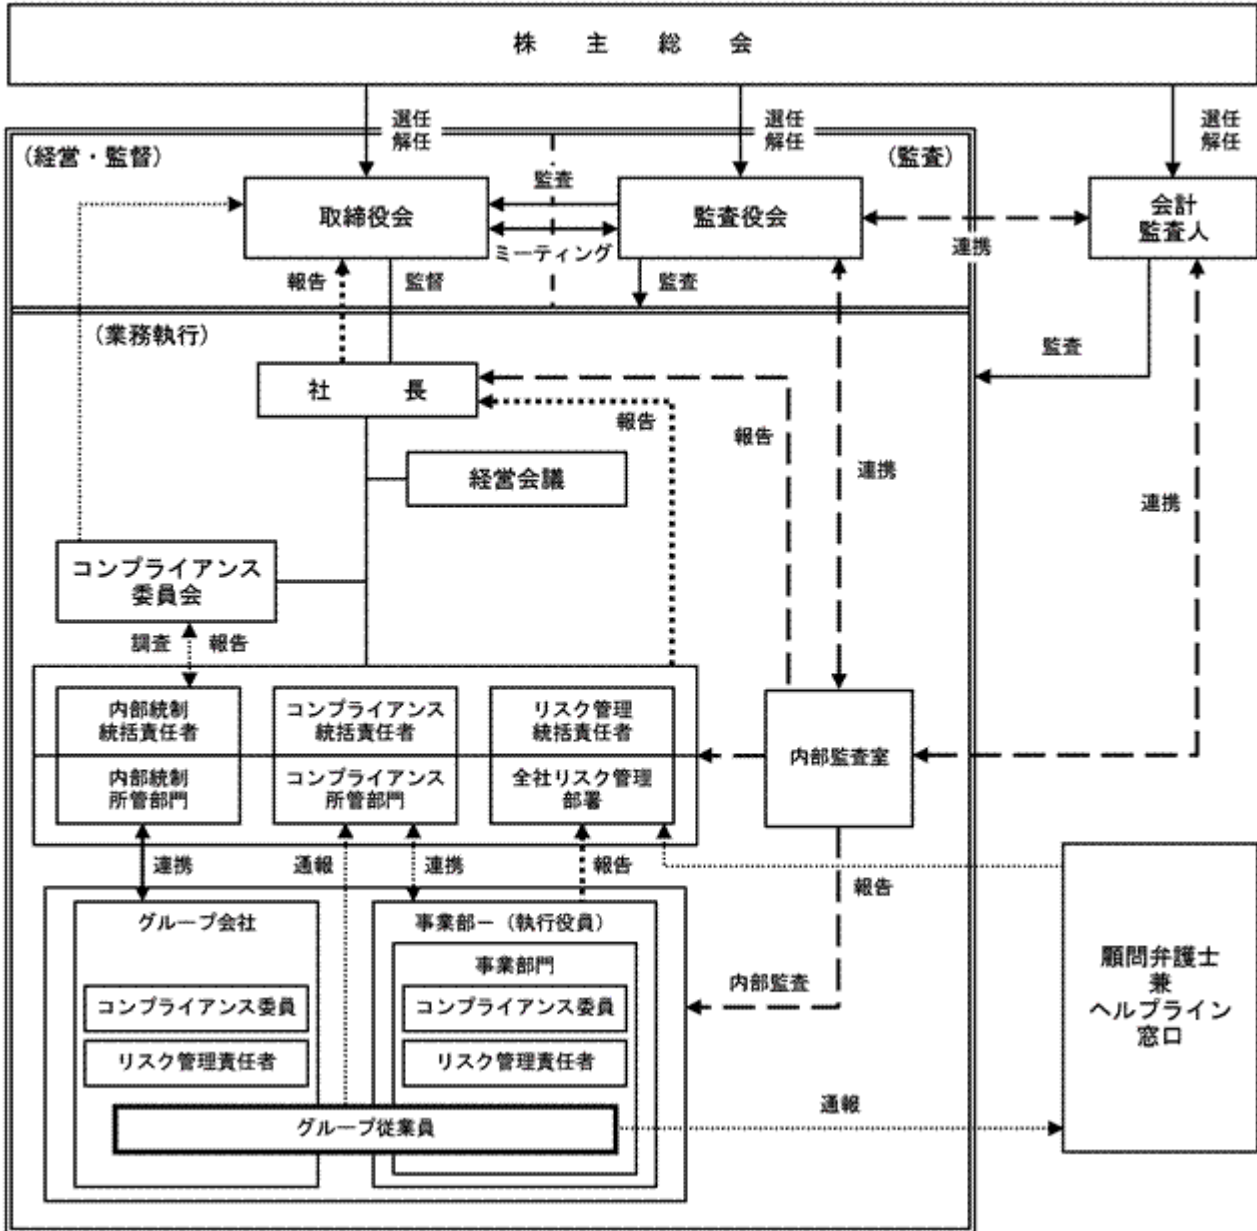 株主総会
選任
解任
選任
解任
選任
解任
(経営・監督)
(監査)
取締役会
監査
ミーティング
監査役会
連携
会計
監査人
報告
監督
監査
(業務執行)
監査
社長
報告
報告
経営会議
連携
連携
コンプライアンス
委員会
調査
報告
内部統制
統括責任者
コンプライアンス
統括責任者
リスク管理
統括責任者
内部統制
所管部門
コンプライアンス
所管部門
全社リスク管理
部署
内部監査室
連携
通報
連携
報告
報告
グループ会社
事業部ー(執行役員)
事業部門
コンプライアンス委員
コンプライアンス委員
リスク管理責任者
リスク管理責任者
内部監査
グループ従業員
通報
顧問弁護士
兼
ヘルプライン
窓口